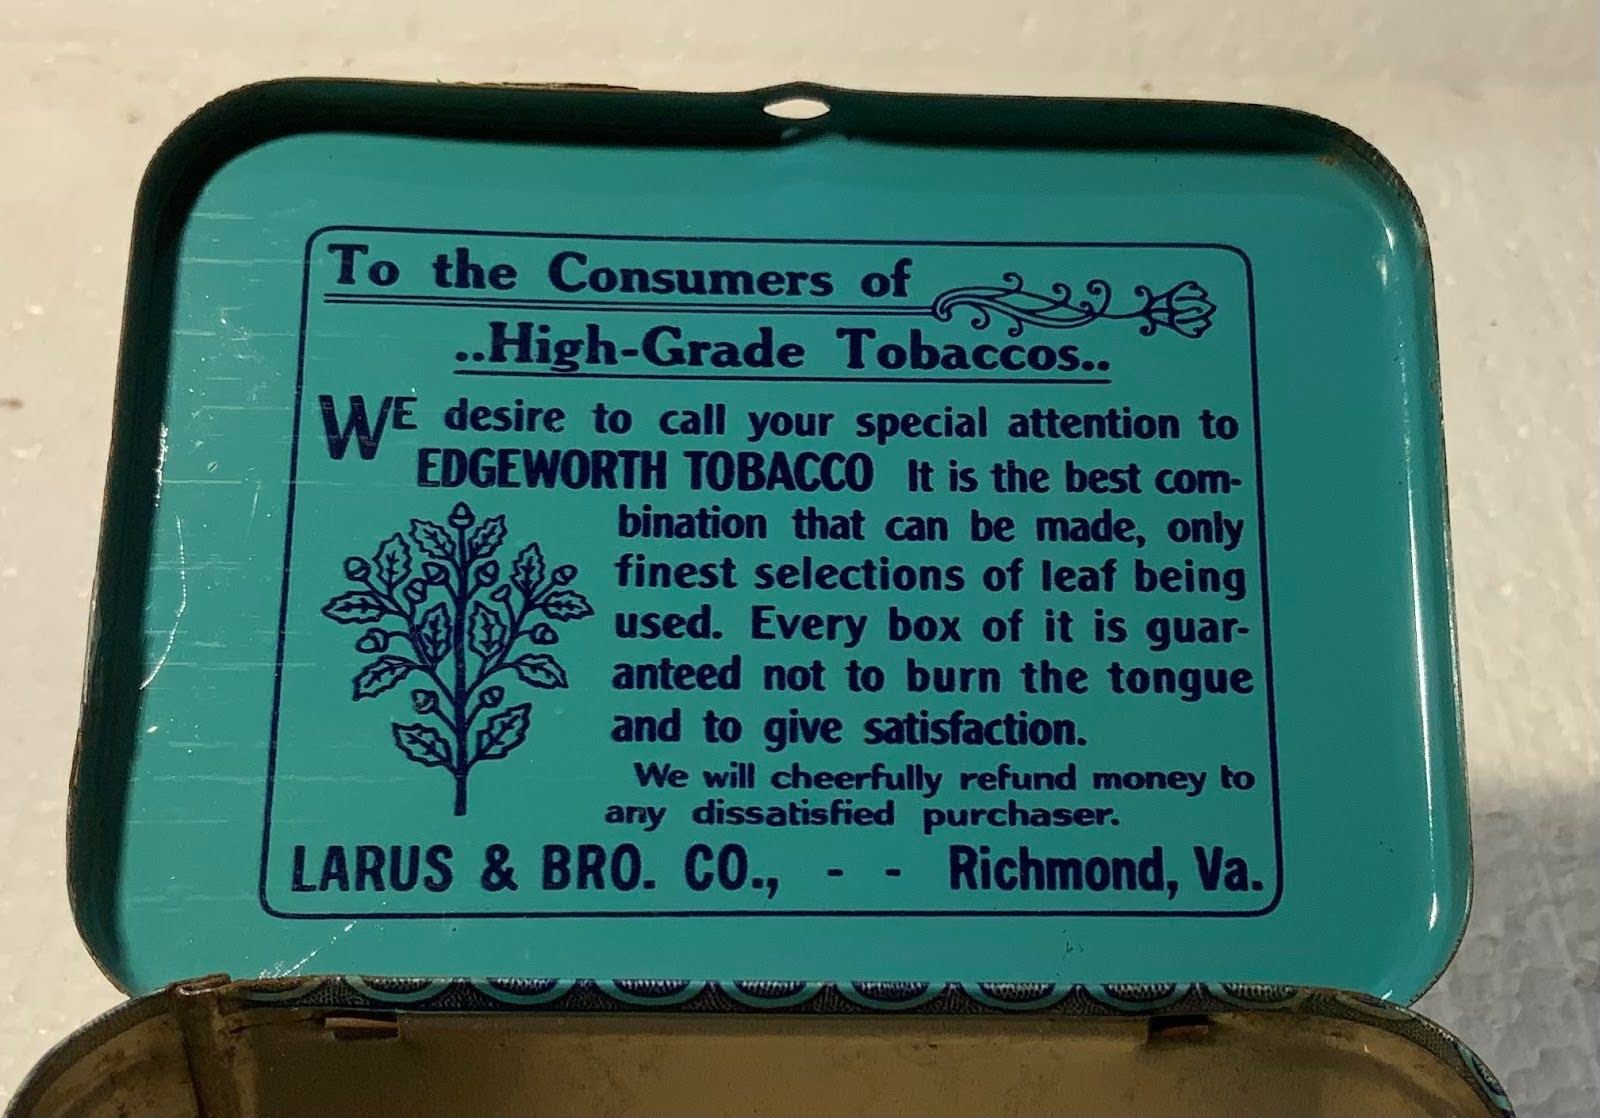 To the Consumers of
..High-Grade Tobaccos..
WE desire to call your special attention to
EDGEWORTH TOBACCO It is the best com-
bination that can be made, only
finest selections of leaf being
used. Every box of it is guar-
anteed not to burn the tongue
and to give satisfaction.
We will cheerfully refund money to
any dissatisfied purchaser.
LARUS & BRO. CO., - - Richmond, Va.